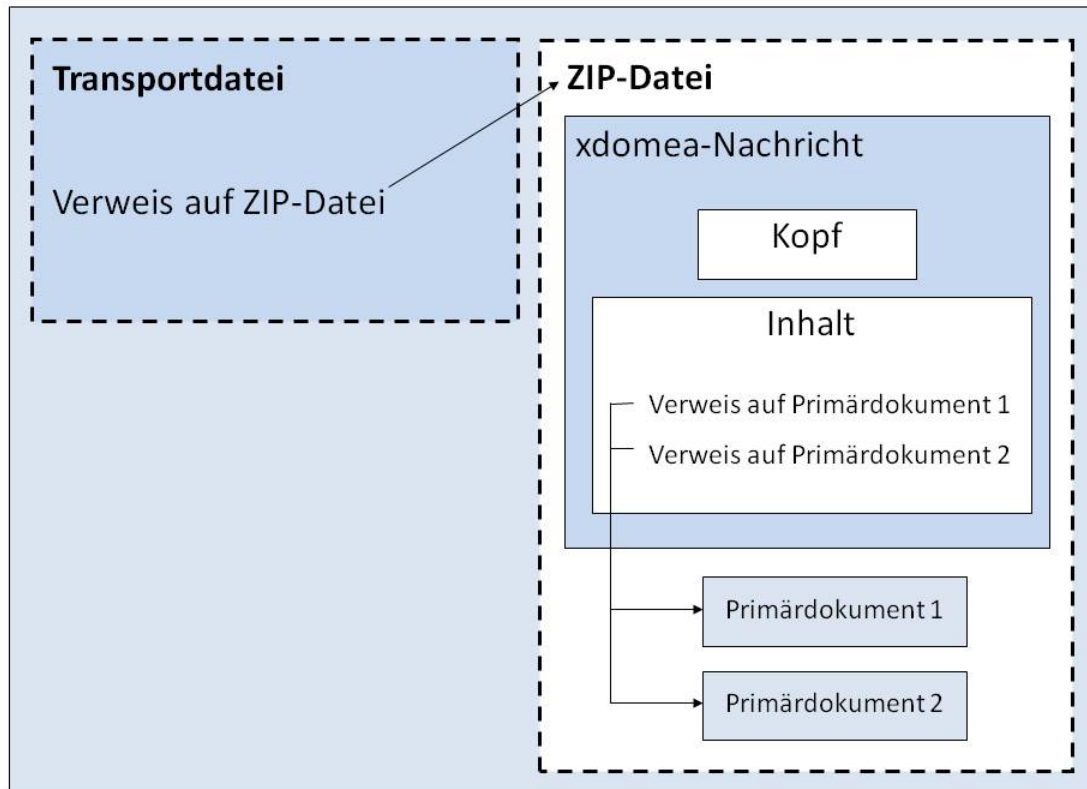 Transportdatei
Verweis auf ZIP-Datei
ZIP-Datei
xdomea-Nachricht
Kopf
Inhalt
Verweis auf Primärdokument 1
Verweis auf Primärdokument 2
Primärdokument 1
Primärdokument 2